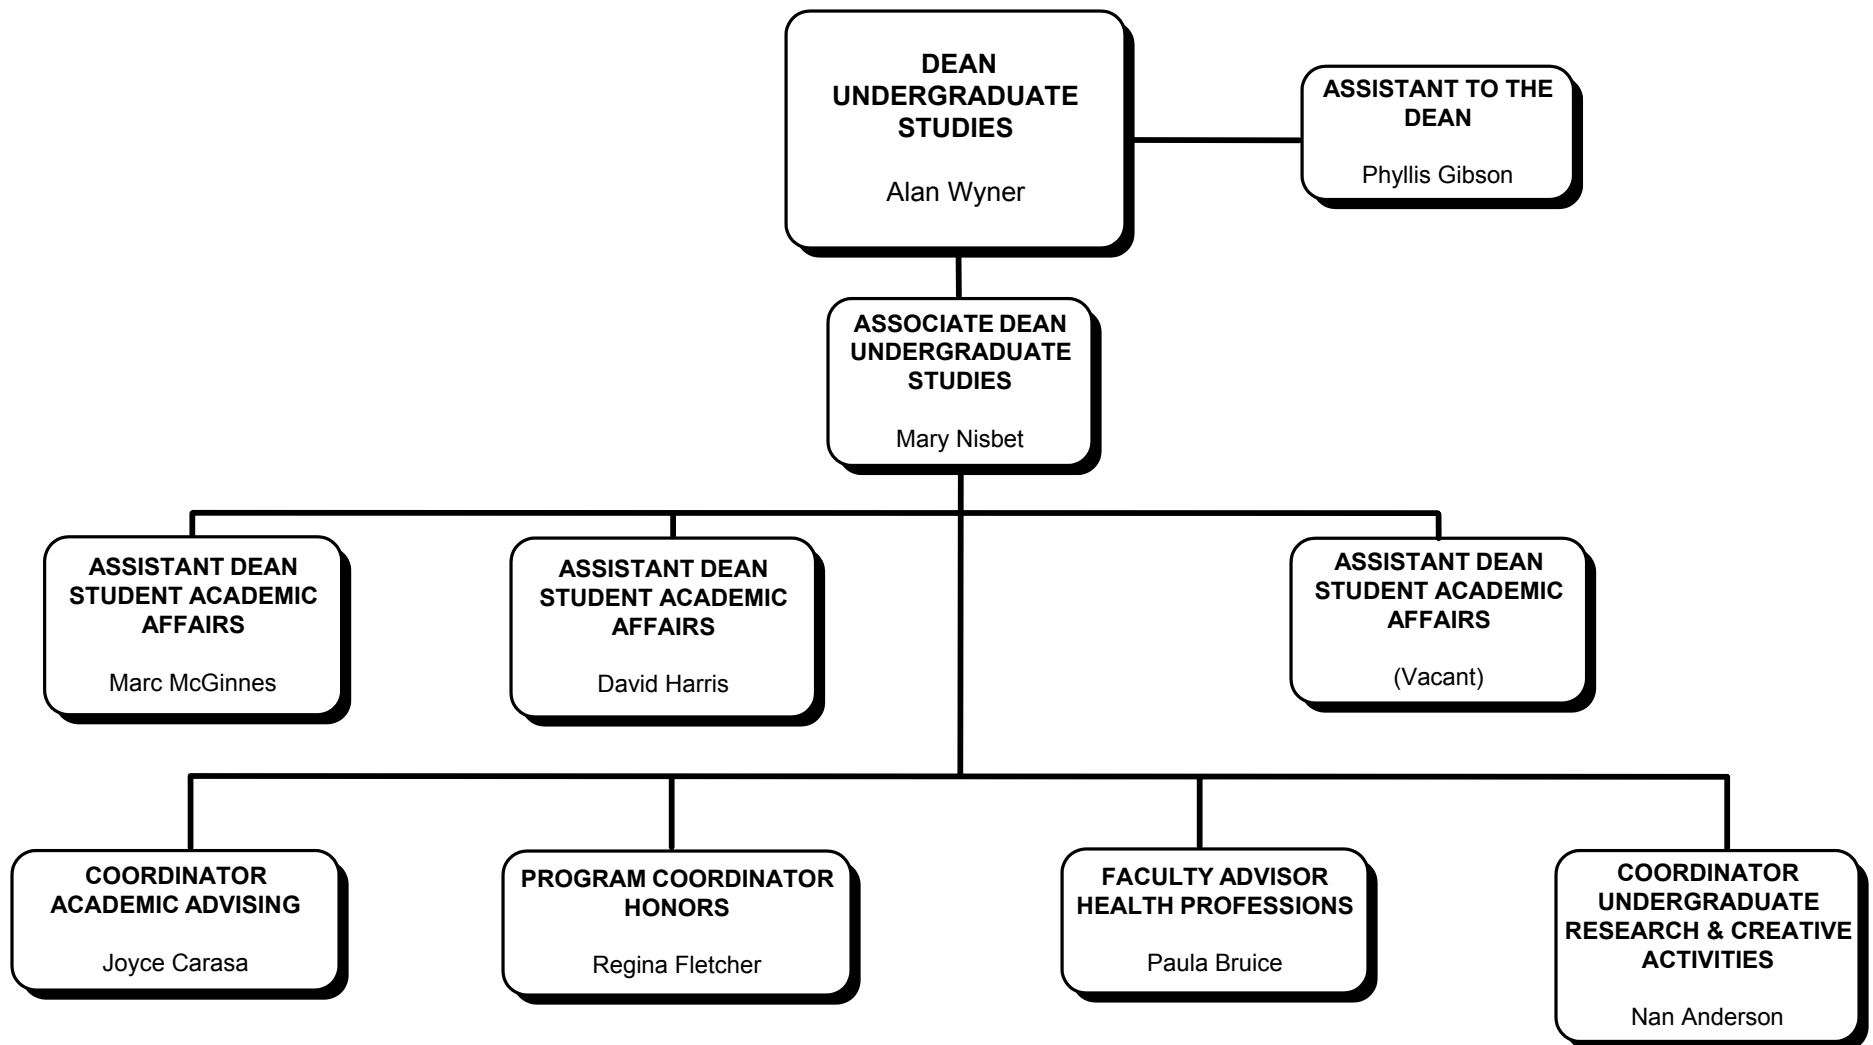 DEAN
UNDERGRADUATE
STUDIES
Alan Wyner
ASSISTANT TO THE
DEAN
Phyllis Gibson
ASSOCIATE DEAN
UNDERGRADUATE
STUDIES
Mary Nisbet
ASSISTANT DEAN
STUDENT ACADEMIC
AFFAIRS
Marc McGinnes
ASSISTANT DEAN
STUDENT ACADEMIC
AFFAIRS
David Harris
ASSISTANT DEAN
STUDENT ACADEMIC
AFFAIRS
(Vacant)
COORDINATOR
ACADEMIC ADVISING
Joyce Carasa
PROGRAM COORDINATOR
HONORS
Regina Fletcher
FACULTY ADVISOR
HEALTH PROFESSIONS
Paula Bruice
COORDINATOR
UNDERGRADUATE
RESEARCH & CREATIVE
ACTIVITIES
Nan Anderson